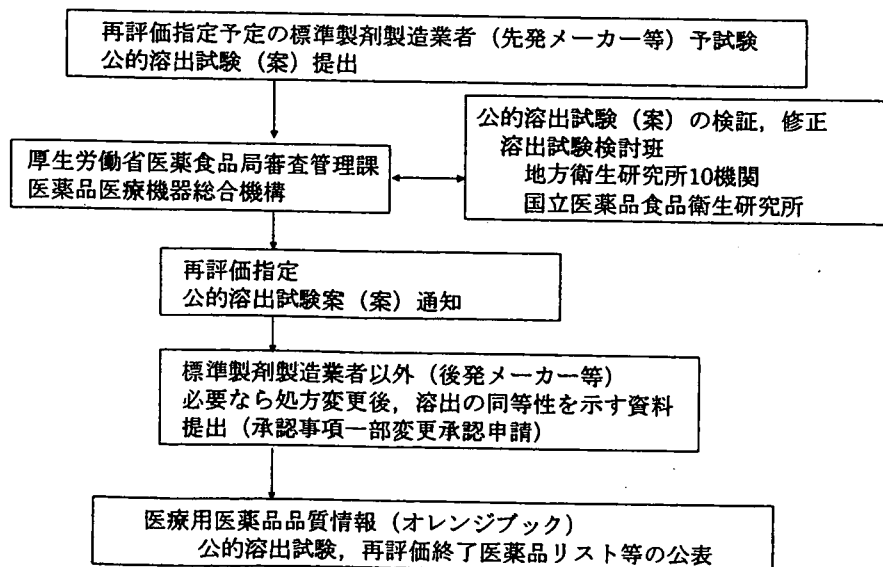 再評価指定予定の標準製剤製造業者（先発メーカー等）予試験
公的溶出試験（案）提出
公的溶出試験（案）の検証，修正
溶出試験検討班
地方衛生研究所10機関
国立医薬品食品衛生研究所
厚生労働省医薬食品局審査管理課
医薬品医療機器総合機構
再評価指定
公的溶出試験案（案）通知
標準製剤製造業者以外（後発メーカー等）
必要なら処方変更後，溶出の同等性を示す資料
提出（承認事項一部変更承認申請）
医療用医薬品品質情報（オレンジブック）
公的溶出試験，再評価終了医薬品リスト等の公表